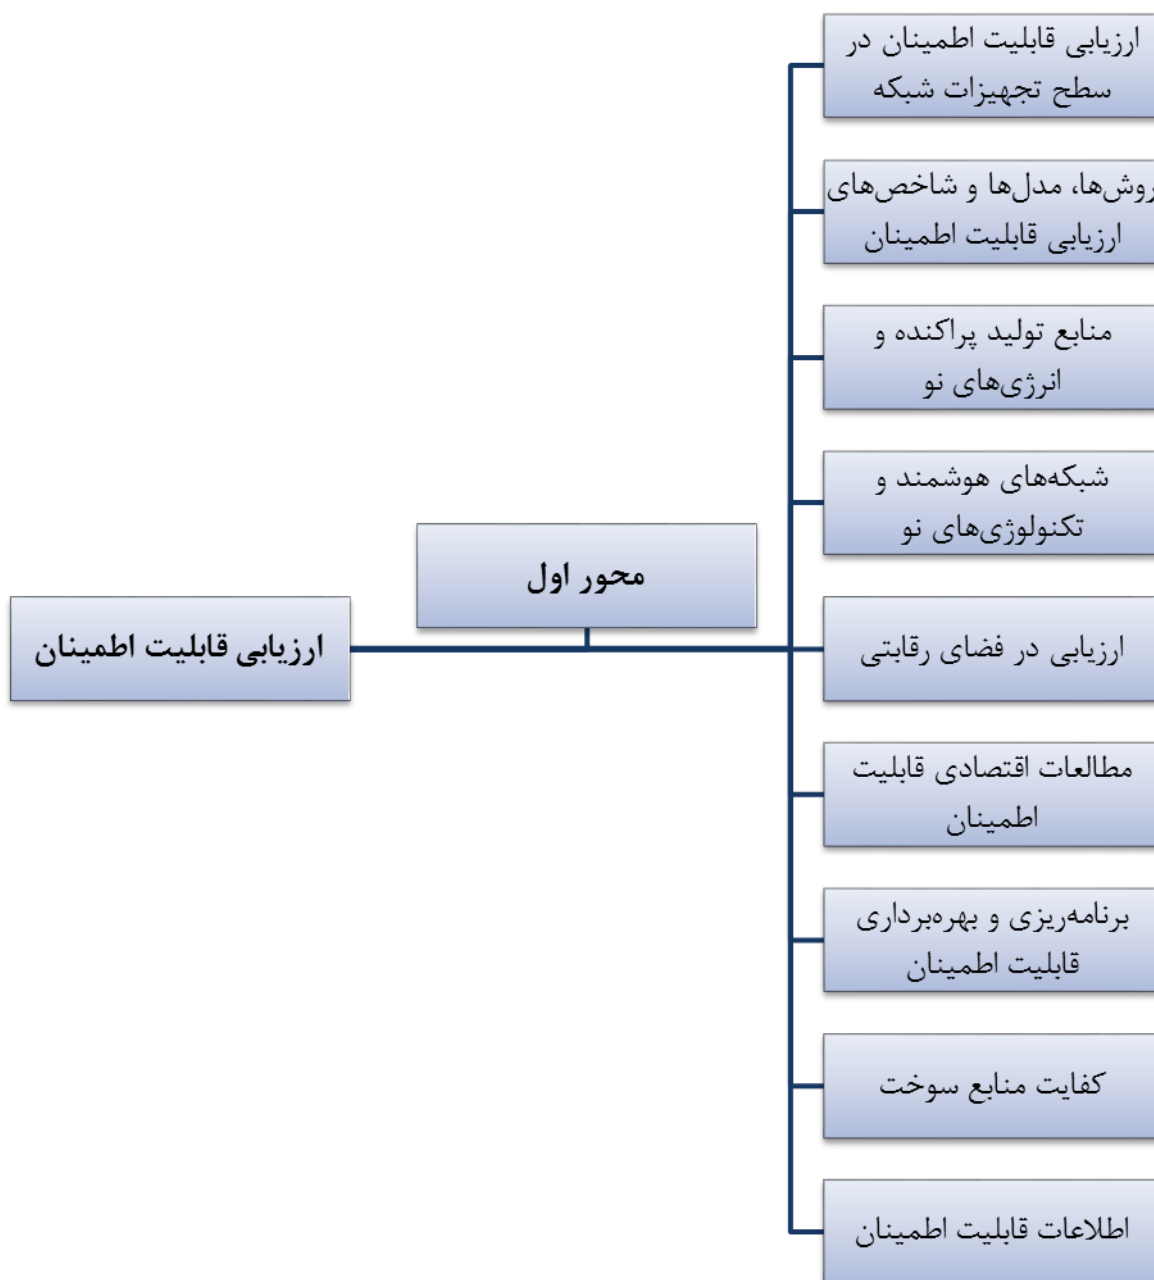 ارزیابی قابلیت اطمینان در
سطح تجهیزات شبکه
روش‌ها، مدل‌ها و شاخص‌های
ارزیابی قابلیت اطمینان
منابع تولید پراکنده و
انرژی‌های نو
شبکه‌های هوشمند و
تکنولوژی‌های نو
محور اول
ارزیابی در فضای رقابتی
ارزیابی قابلیت اطمینان
مطالعات اقتصادی قابلیت
اطمینان
برنامه‌ریزی و بهره‌برداری
قابلیت اطمینان
کفایت منابع سوخت
اطلاعات قابلیت اطمینان